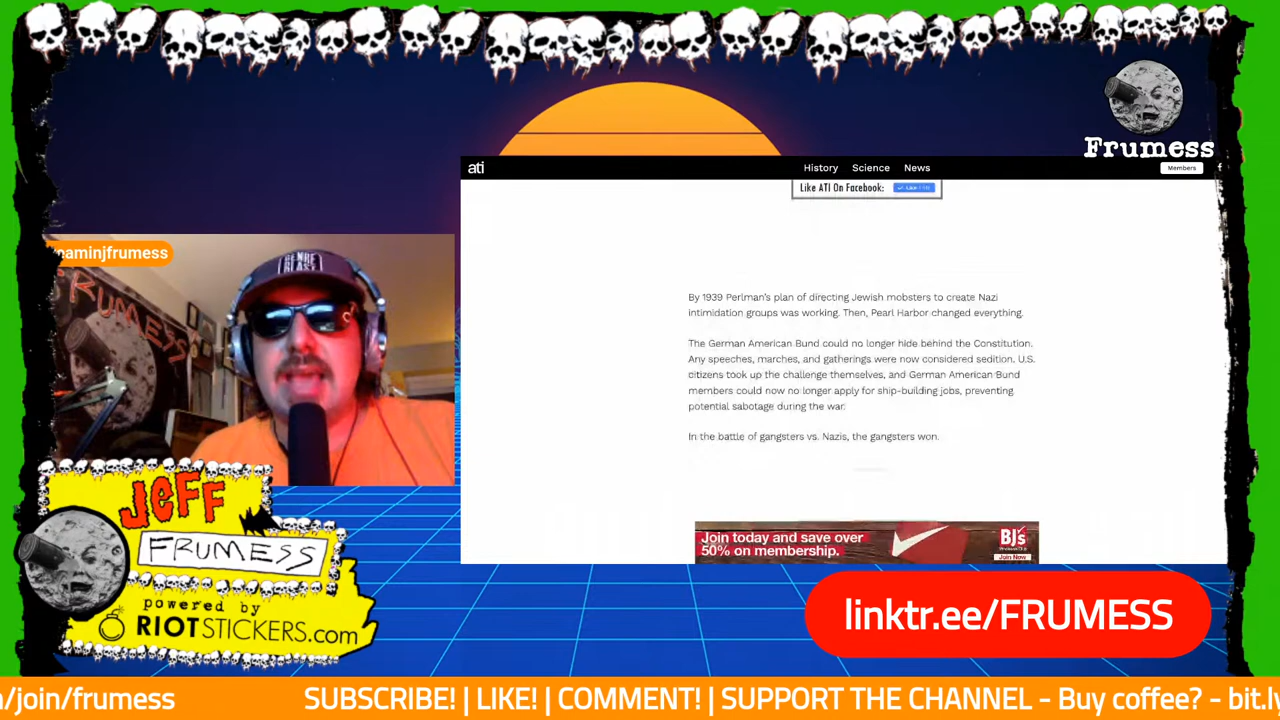 Frumess
ati
History Science News
Members
f
Like ATI On Facebook:
eaminjfrumess
GENRE
BLAST
FRUMESS
By 1939 Perlman's plan of directing Jewish mobsters to create Nazi
intimidation groups was working. Then, Pearl Harbor changed everything.
The German American Bund could no longer hide behind the Constitution.
Any speeches, marches, and gatherings were now considered sedition. U.S.
citizens took up the challenge themselves, and German American Bund
members could now no longer apply for ship-building jobs, preventing
potential sabotage during the war.
In the battle of gangsters vs. Nazis, the gangsters won.
Join today and save over
50% on membership.
BJ's
Join Now
JeFF
FRUMESS
powered by
RIOTSTICKERS.com
linktr.ee/FRUMESS
/join/frumess SUBSCRIBE! | LIKE! | COMMENT! | SUPPORT THE CHANNEL - Buy coffee? - bit.ly